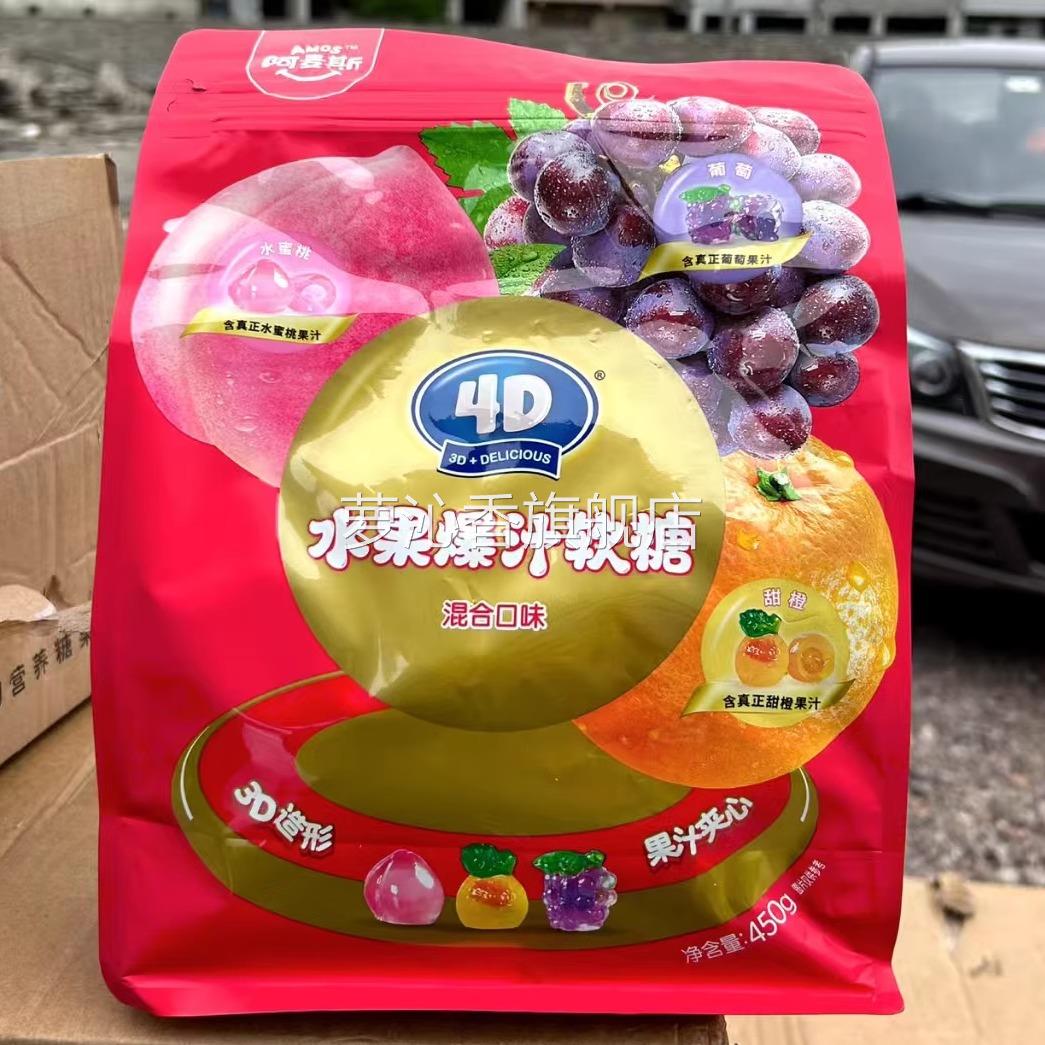 AMOS™
阿麦斯
葡萄
含真正葡萄果汁
水蜜桃
含真正水蜜桃果汁
4D®
3D + DELICIOUS
萝沁香旗舰店
水果爆汁软糖
混合口味
甜橙
含真正甜橙果汁
3D造形
果汁夹心
净含量:450g
营养糖果